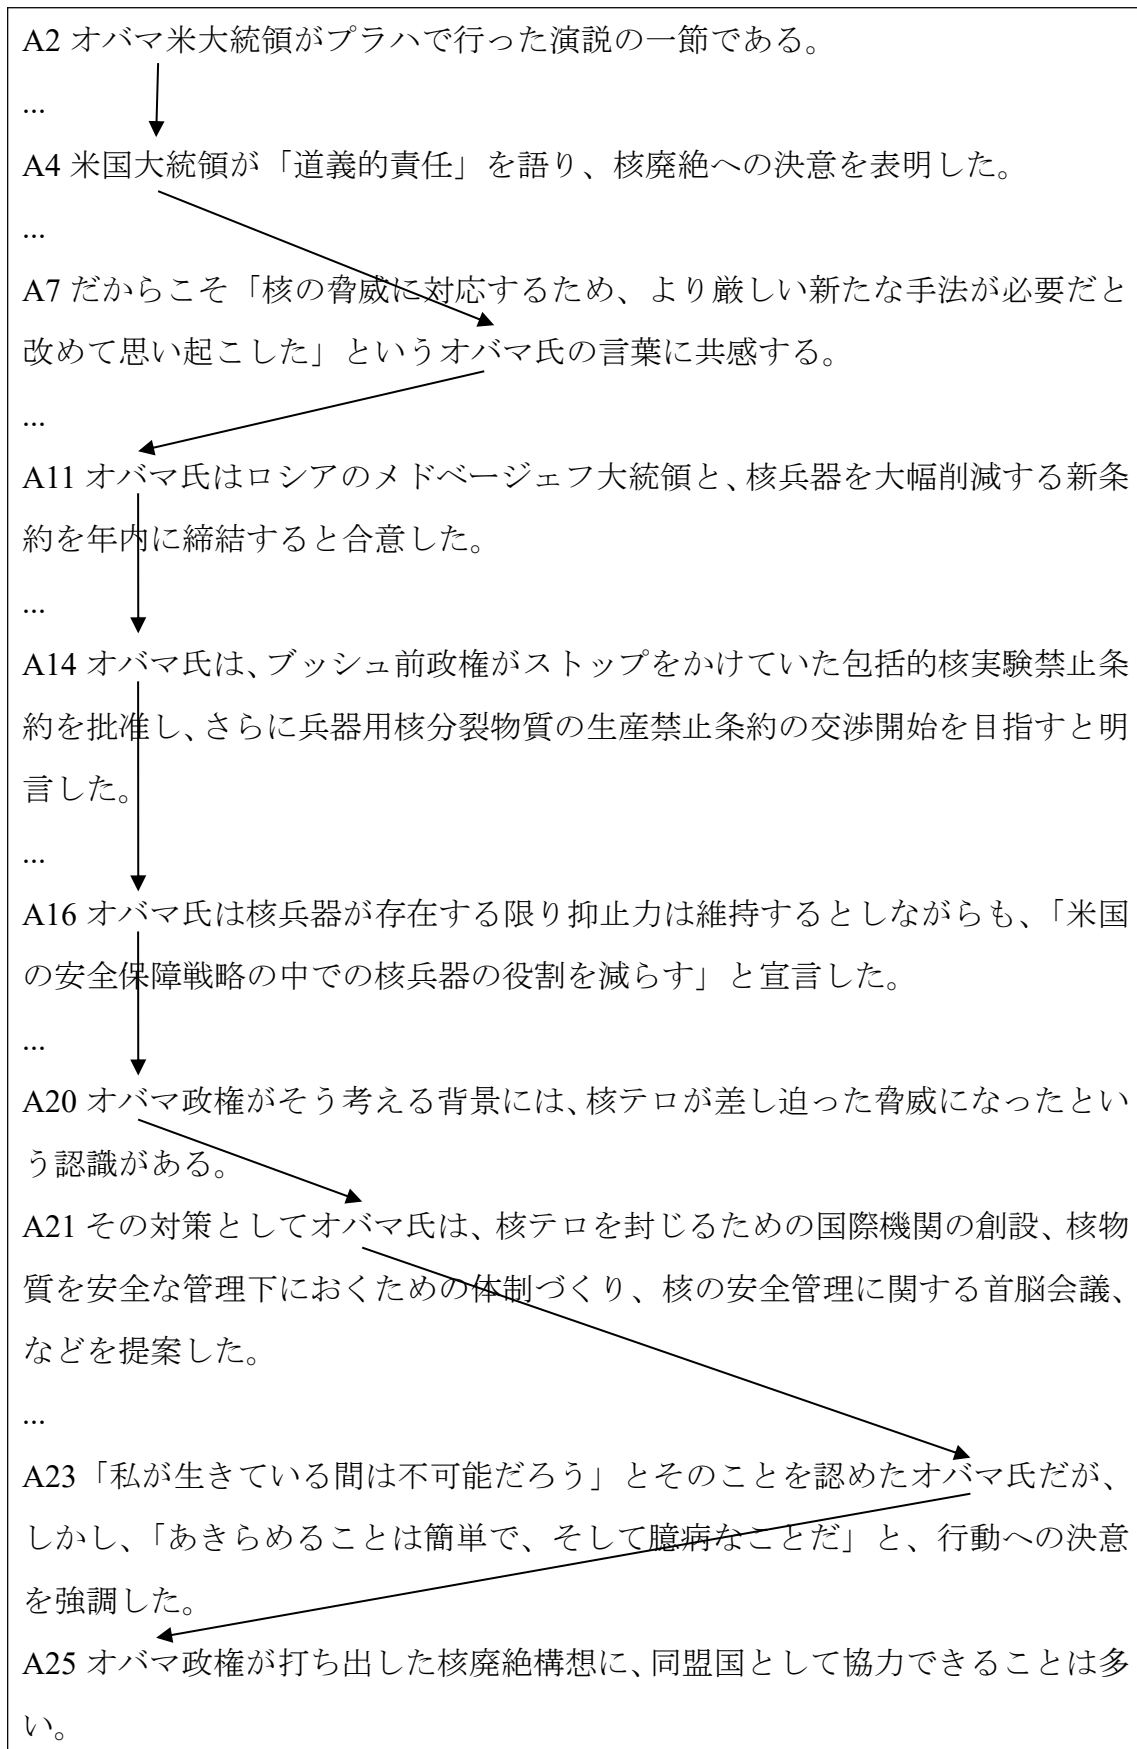 A2 オバマ米大統領がプラハで行った演説の一節である。
...
A4 米国大統領が「道義的責任」を語り、核廃絶への決意を表明した。
...
A7 だからこそ「核の脅威に対応するため、より厳しい新たな手法が必要だと
改めて思い起こした」というオバマ氏の言葉に共感する。
...
A11 オバマ氏はロシアのメドベージェフ大統領と、核兵器を大幅削減する新条
約を年内に締結すると合意した。
...
A14 オバマ氏は、ブッシュ前政権がストップをかけていた包括的核実験禁止条
約を批准し、さらに兵器用核分裂物質の生産禁止条約の交渉開始を目指すと明
言した。
...
A16 オバマ氏は核兵器が存在する限り抑止力は維持するとしながらも、「米国
の安全保障戦略の中での核兵器の役割を減らす」と宣言した。
...
A20 オバマ政権がそう考える背景には、核テロが差し迫った脅威になったとい
う認識がある。
A21 その対策としてオバマ氏は、核テロを封じるための国際機関の創設、核物
質を安全な管理下におくための体制づくり、核の安全管理に関する首脳会議、
などを提案した。
...
A23「私が生きている間は不可能だろう」とそのことを認めたオバマ氏だが、
しかし、「あきらめることは簡単で、そして臆病なことだ」と、行動への決意
を強調した。
A25 オバマ政権が打ち出した核廃絶構想に、同盟国として協力できることは多
い。